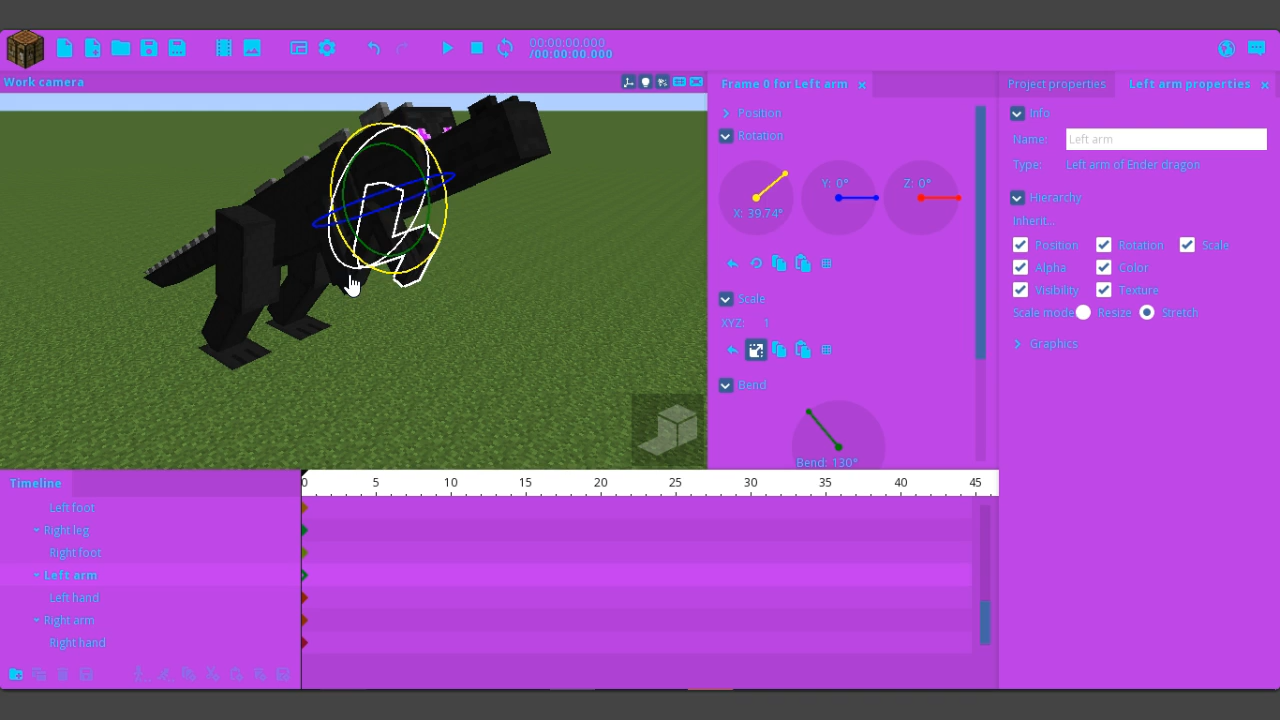 00:00:00.000
/00:00:00.000
Work camera
Frame 0 for Left arm
Position
Rotation
X: 39.74°
Y: 0°
Z: 0°
Scale
XYZ: 1
Bend
Bend: 130°
Project properties
Left arm properties
Info
Name: Left arm
Type: Left arm of Ender dragon
Hierarchy
Inherit...
Position Rotation Scale
Alpha Color
Visibility Texture
Scale mode Resize Stretch
Graphics
Timeline
0 5 10 15 20 25 30 35 40 45
Left foot
Right leg
Right foot
Left arm
Left hand
Right arm
Right hand